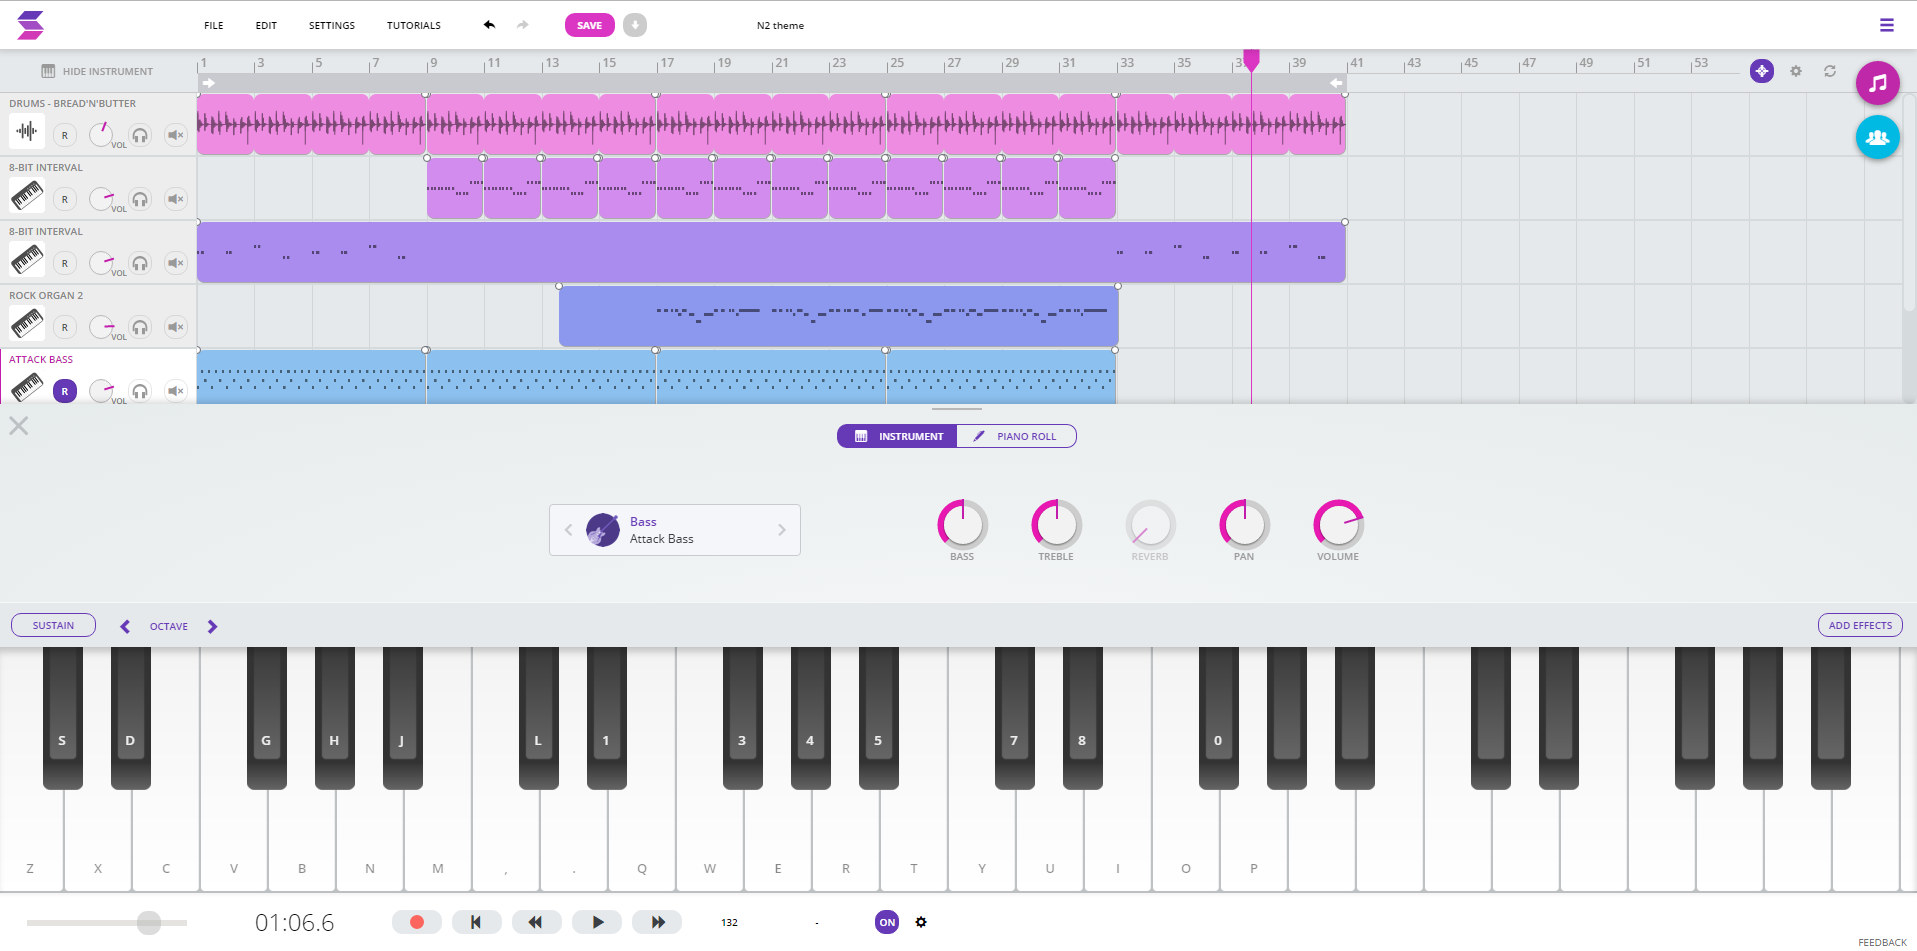 FILE EDIT SETTINGS TUTORIALS SAVE N2 theme
HIDE INSTRUMENT 1 3 5 7 9 11 13 15 17 19 21 23 25 27 29 31 33 35 39 41 43 45 47 49 51 53
DRUMS - BREAD'N'BUTTER
R VOL
8-BIT INTERVAL
R VOL
8-BIT INTERVAL
R VOL
ROCK ORGAN 2
R VOL
ATTACK BASS
R VOL
INSTRUMENT PIANO ROLL
Bass
Attack Bass
BASS TREBLE REVERB PAN VOLUME
SUSTAIN OCTAVE ADD EFFECTS
S D G H J L 1 3 4 5 7 8 0
Z X C V B N M , . Q W E R T Y U I O P
01:06.6 132 - ON
FEEDBACK